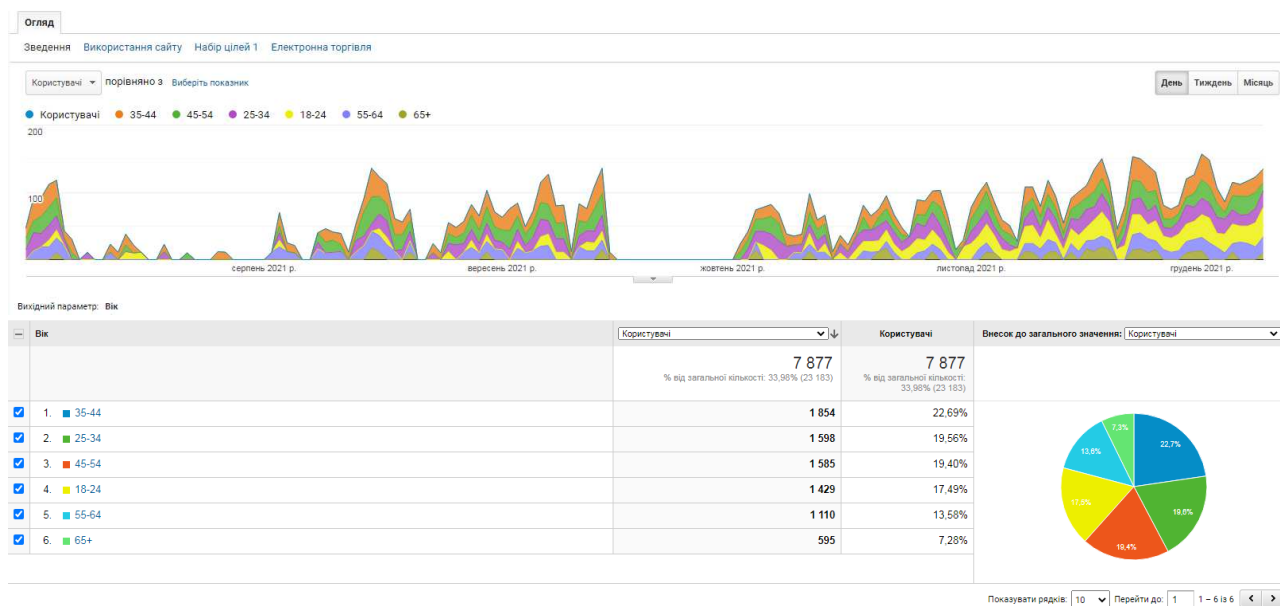 Огляд
Зведення Використання сайту Набір цілей 1 Електронна торгівля
Користувачі порівняно з Виберіть показник
День Тиждень Місяць
Користувачі 35-44 45-54 25-34 18-24 55-64 65+
200
100
серпень 2021 р. вересень 2021 р. жовтень 2021 р. листопад 2021 р. грудень 2021 р.
Вихідний параметр: Вік
Вік Користувачі Користувачі Внесок до загального значення: Користувачі
7 877 7 877
% від загальної кількості: 33,98% (23 183) % від загальної кількості:
33,98% (23 183)
1. 35-44 1 854 22,69%
2. 25-34 1 598 19,56%
3. 45-54 1 585 19,40%
4. 18-24 1 429 17,49%
5. 55-64 1 110 13,58%
6. 65+ 595 7,28%
7,3%
22,7%
13,6%
17,5%
19,6%
19,4%
Показувати рядків: 10 Перейти до: 1 1 – 6 із 6